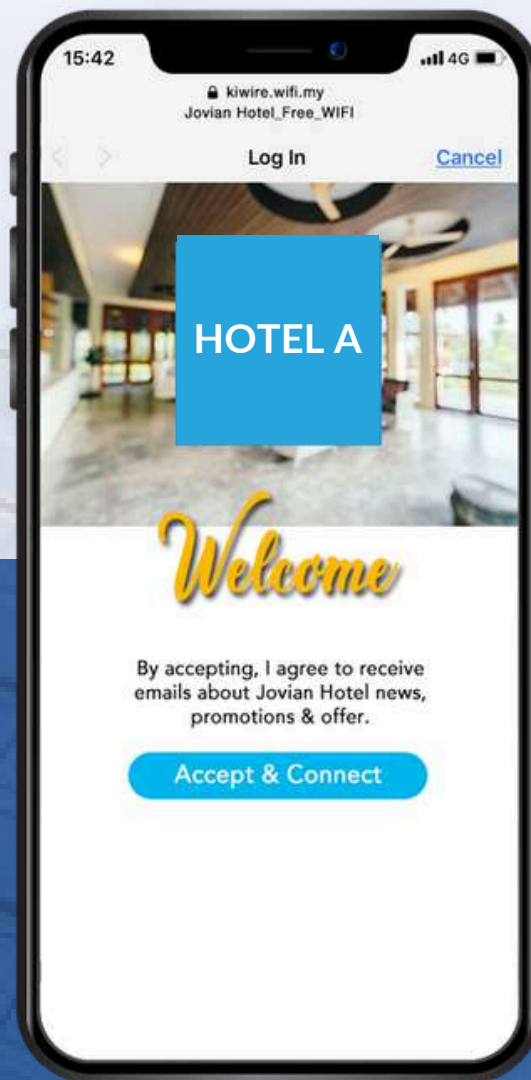 15:42
4G
kiwire.wifi.my
Jovian Hotel_Free_WIFI
Log In
Cancel
HOTEL A
Welcome
By accepting, I agree to receive
emails about Jovian Hotel news,
promotions & offer.
Accept & Connect